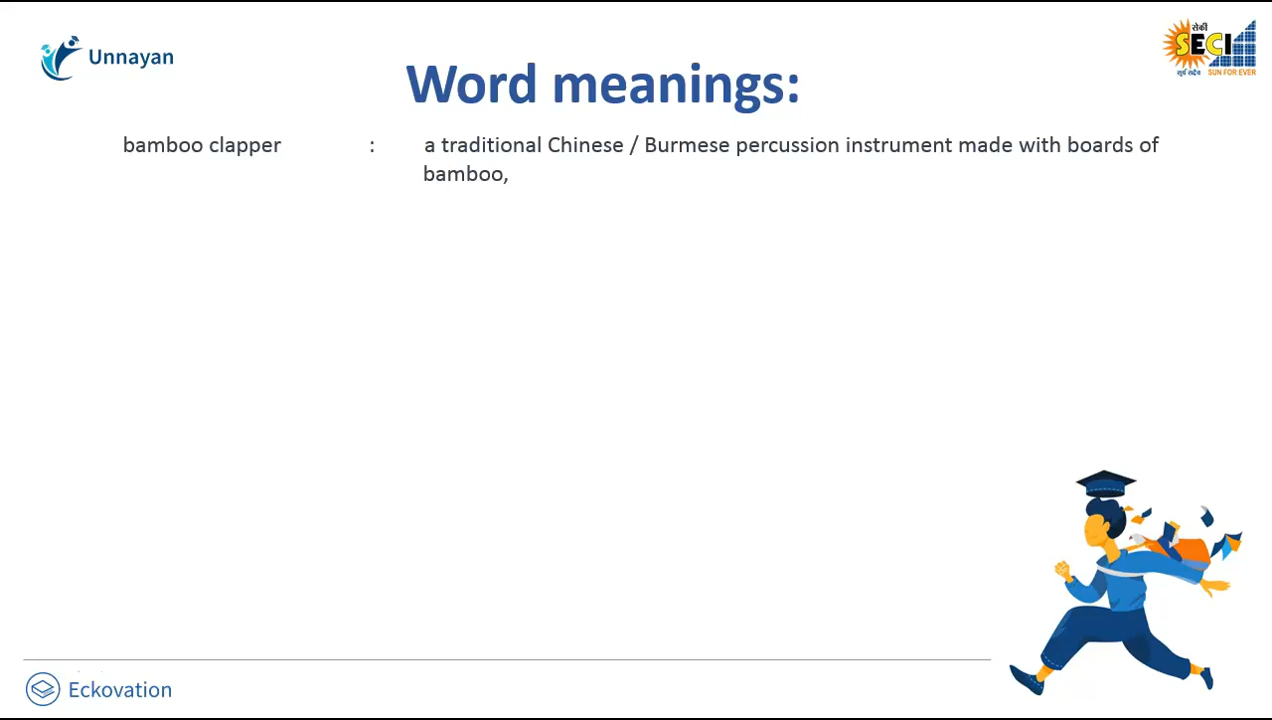 Unnayan
सेकी
SECI
सूर्य सदैव SUN FOR EVER
Word meanings:
bamboo clapper : a traditional Chinese / Burmese percussion instrument made with boards of
bamboo,
Eckovation